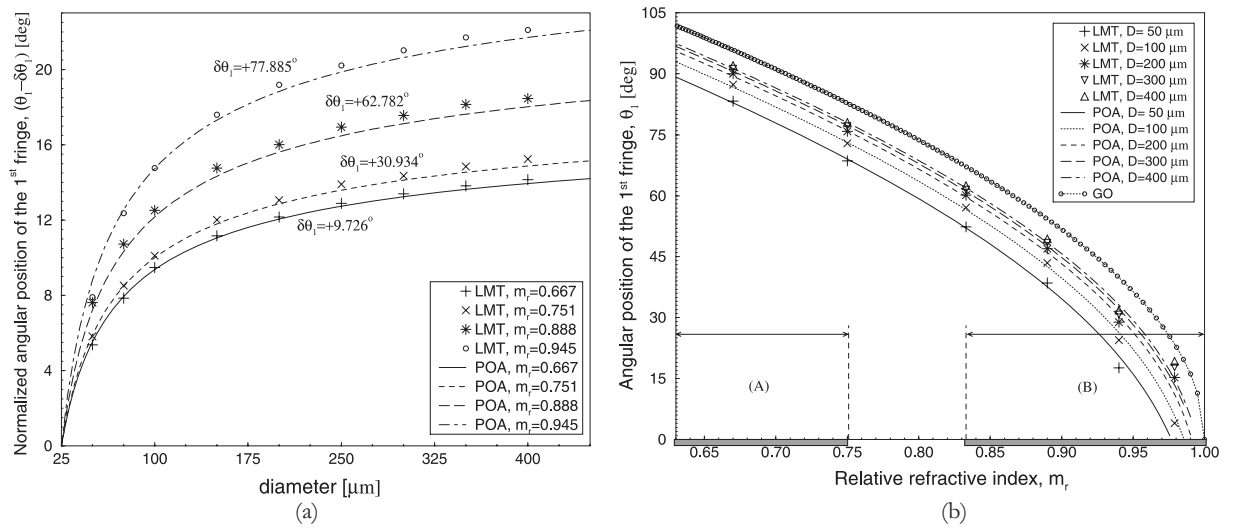 Normalized angular position of the 1st fringe, (θ1−δθ1) [deg]
20
16
12
8
4
0
δθ1=+77.885°
δθ1=+62.782°
δθ1=+30.934°
δθ1=+9.726°
LMT, mr=0.667
LMT, mr=0.751
LMT, mr=0.888
LMT, mr=0.945
POA, mr=0.667
POA, mr=0.751
POA, mr=0.888
POA, mr=0.945
25 100 175 250 325 400
diameter [μm]
(a)
Angular position of the 1st fringe, θ1 [deg]
105
90
75
60
45
30
15
0
LMT, D= 50 μm
LMT, D=100 μm
LMT, D=200 μm
LMT, D=300 μm
LMT, D=400 μm
POA, D= 50 μm
POA, D=100 μm
POA, D=200 μm
POA, D=300 μm
POA, D=400 μm
GO
(A)
(B)
0.65 0.70 0.75 0.80 0.85 0.90 0.95 1.00
Relative refractive index, mr
(b)